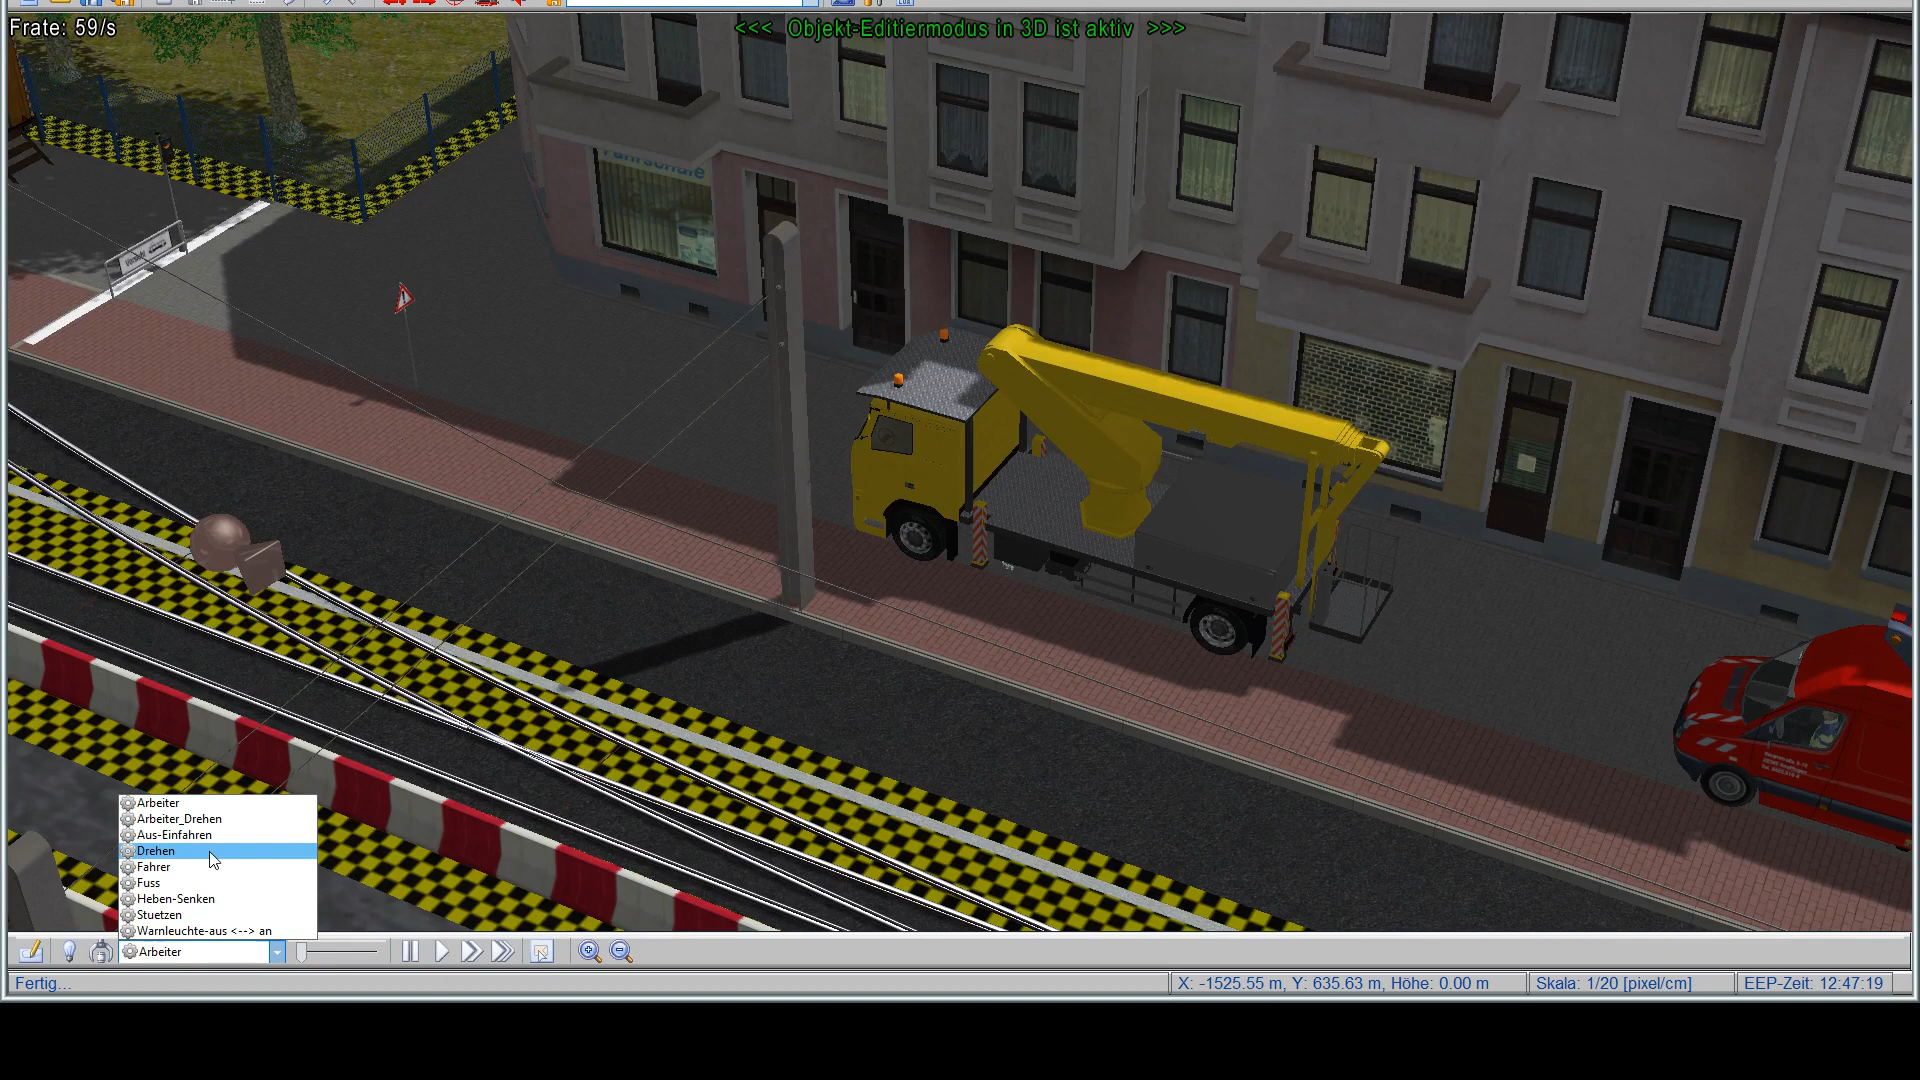 Frate: 59/s
<<< Objekt-Editiermodus in 3D ist aktiv >>>
Fahrschule
Arbeiter
Arbeiter_Drehen
Aus-Einfahren
Drehen
Fahrer
Fuss
Heben-Senken
Stuetzen
Warnleuchte-aus <--> an
Arbeiter
Fertig...
X: -1525.55 m, Y: 635.63 m, Höhe: 0.00 m
Skala: 1/20 [pixel/cm]
EEP-Zeit: 12:47:19